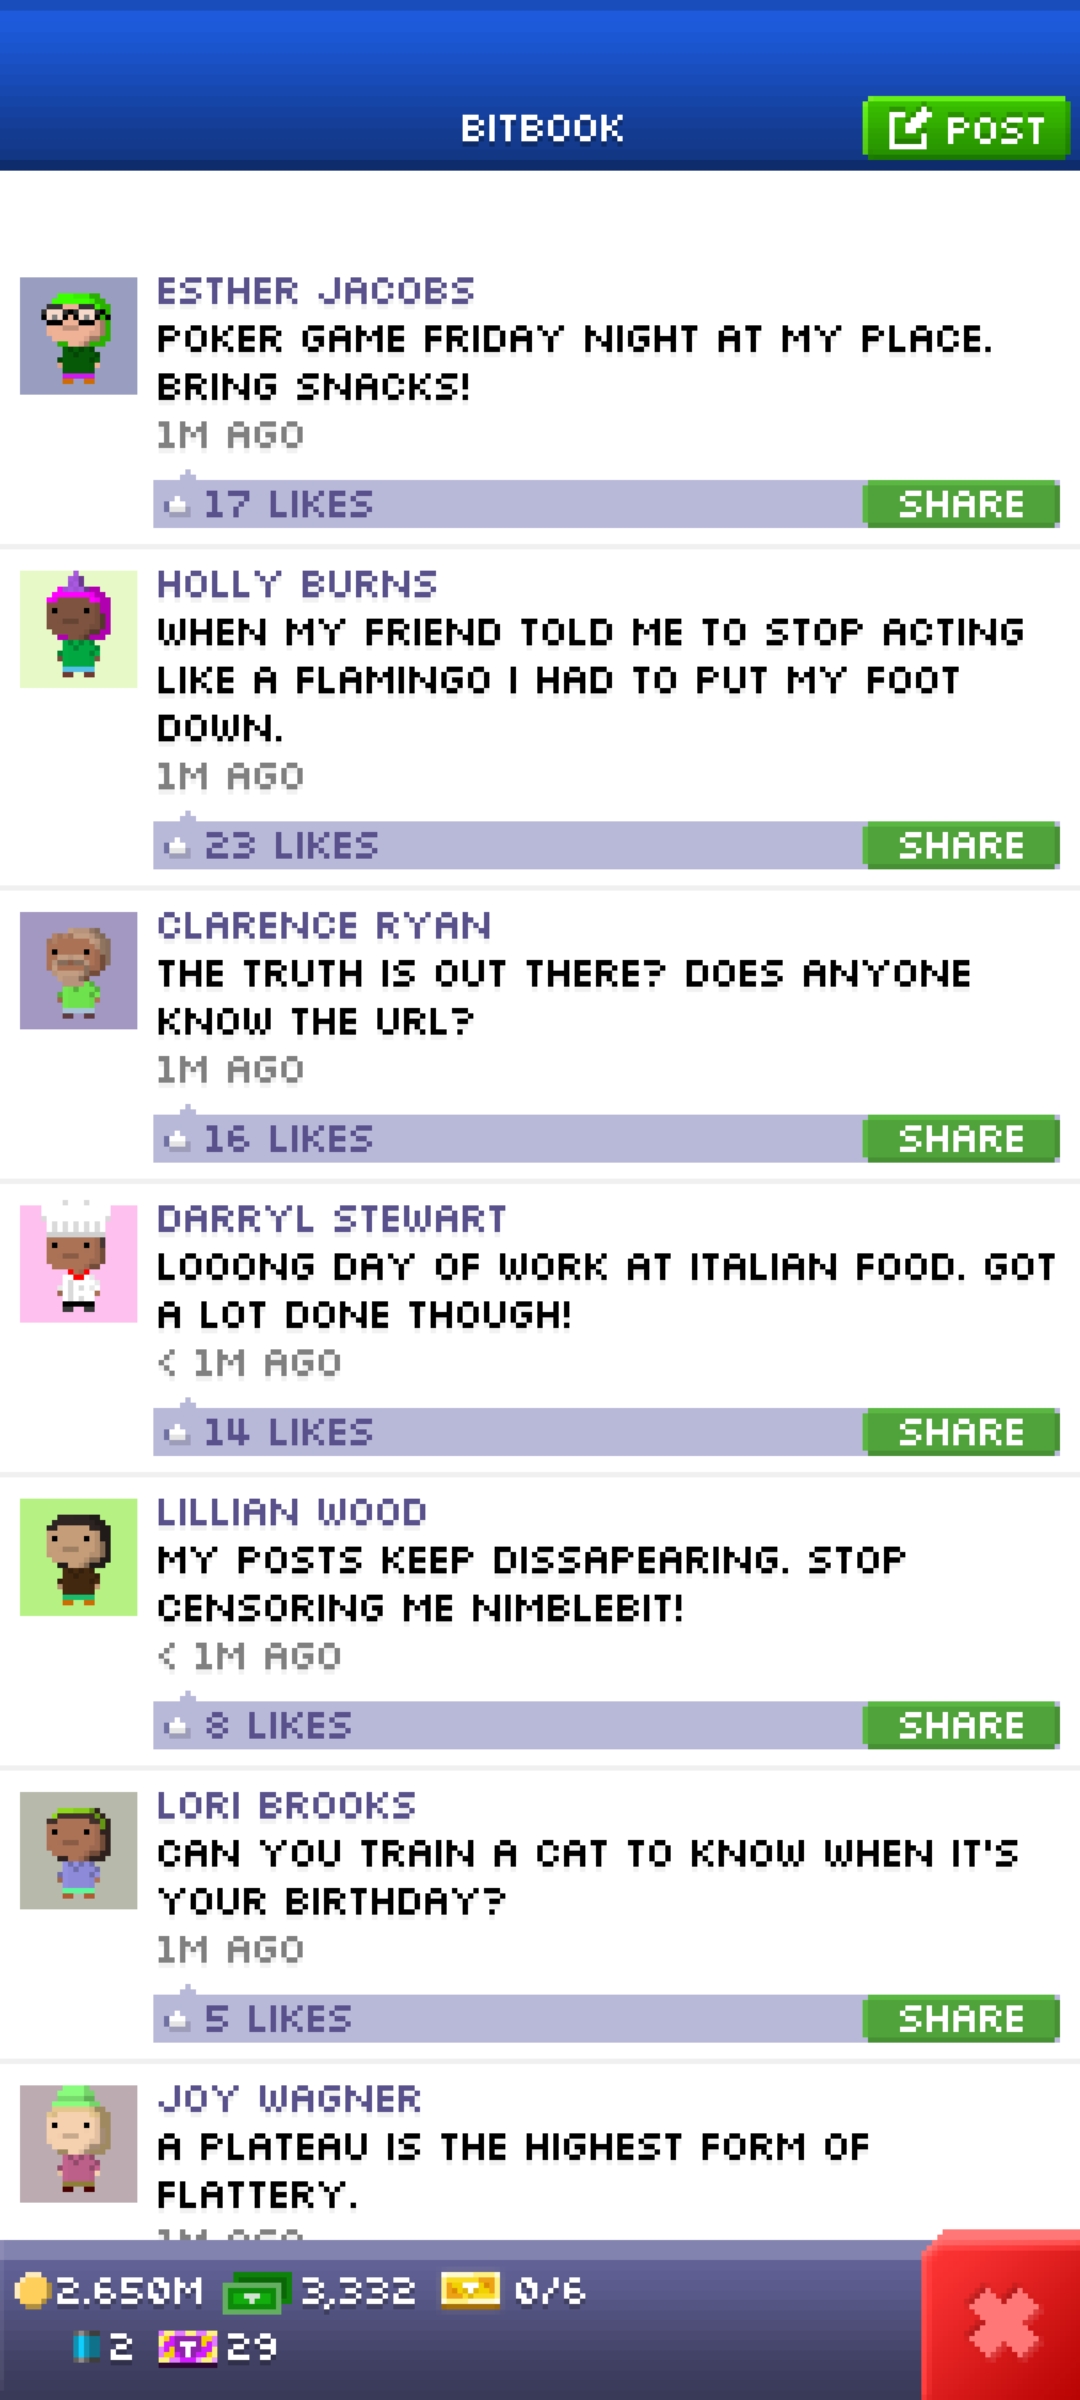 BITBOOK
POST
ESTHER JACOBS
POKER GAME FRIDAY NIGHT AT MY PLACE.
BRING SNACKS!
1M AGO
17 LIKES
SHARE
HOLLY BURNS
WHEN MY FRIEND TOLD ME TO STOP ACTING
LIKE A FLAMINGO I HAD TO PUT MY FOOT
DOWN.
1M AGO
23 LIKES
SHARE
CLARENCE RYAN
THE TRUTH IS OUT THERE? DOES ANYONE
KNOW THE URL?
1M AGO
16 LIKES
SHARE
DARRYL STEWART
LOOONG DAY OF WORK AT ITALIAN FOOD. GOT
A LOT DONE THOUGH!
< 1M AGO
14 LIKES
SHARE
LILLIAN WOOD
MY POSTS KEEP DISSAPEARING. STOP
CENSORING ME NIMBLEBIT!
< 1M AGO
8 LIKES
SHARE
LORI BROOKS
CAN YOU TRAIN A CAT TO KNOW WHEN IT'S
YOUR BIRTHDAY?
1M AGO
5 LIKES
SHARE
JOY WAGNER
A PLATEAU IS THE HIGHEST FORM OF
FLATTERY.
1M AGO
2.650M 3,332 0/6
2 29